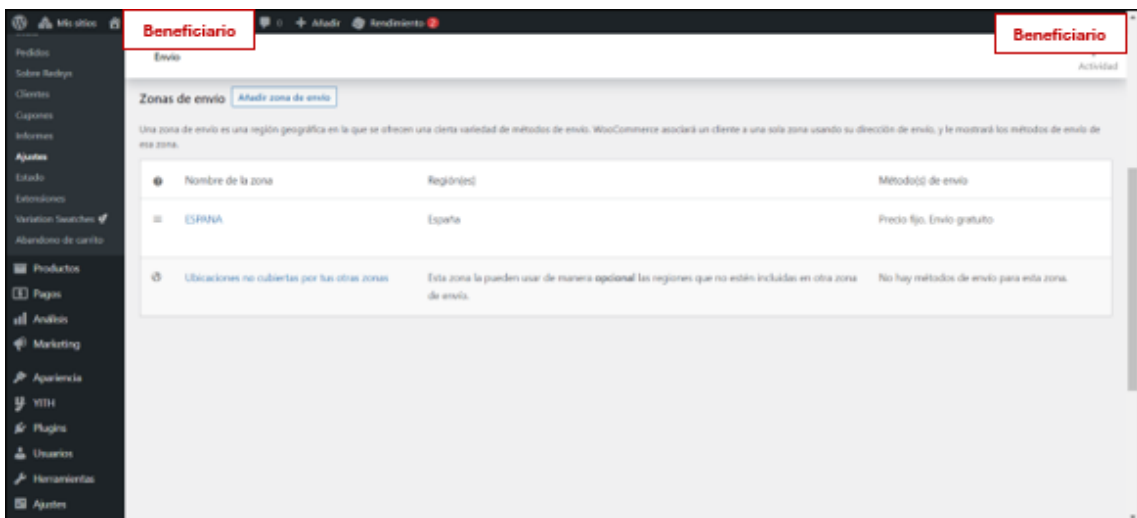 Mis sitios
Beneficiario
0
Añadir
Rendimiento 2
Beneficiario
Pedidos
Sobre Redsys
Clientes
Cupones
Informes
Ajustes
Estado
Extensiones
Variation Swatches
Abandono de carrito
Productos
Pagos
Análisis
Marketing
Apariencia
YITH
Plugins
Usuarios
Herramientas
Ajustes
Envío
Actividad
Zonas de envío Añadir zona de envío
Una zona de envío es una región geográfica en la que se ofrecen una cierta variedad de métodos de envío. WooCommerce asociará un cliente a una sola zona usando su dirección de envío, y le mostrará los métodos de envío de
esa zona.
Nombre de la zona Región(es) Método(s) de envío
ESPAÑA España Precio fijo, Envío gratuito
Ubicaciones no cubiertas por tus otras zonas Esta zona la pueden usar de manera opcional las regiones que no estén incluidas en otra zona No hay métodos de envío para esta zona.
de envío.